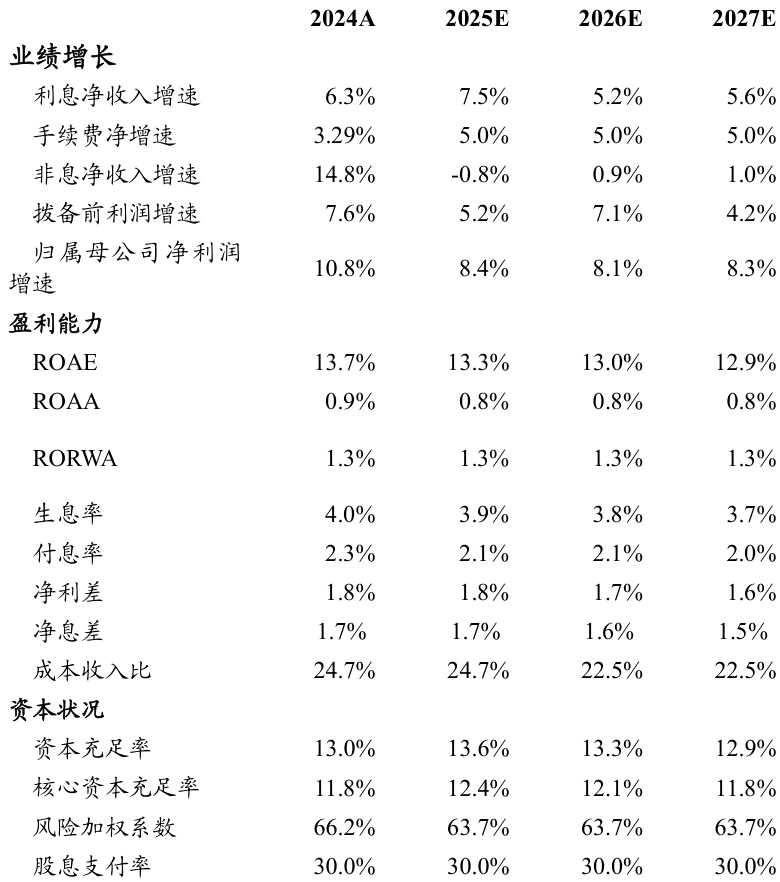 2024A 2025E 2026E 2027E
业绩增长
利息净收入增速 6.3% 7.5% 5.2% 5.6%
手续费净增速 3.29% 5.0% 5.0% 5.0%
非息净收入增速 14.8% -0.8% 0.9% 1.0%
拨备前利润增速 7.6% 5.2% 7.1% 4.2%
归属母公司净利润
增速 10.8% 8.4% 8.1% 8.3%
盈利能力
ROAE 13.7% 13.3% 13.0% 12.9%
ROAA 0.9% 0.8% 0.8% 0.8%
RORWA 1.3% 1.3% 1.3% 1.3%
生息率 4.0% 3.9% 3.8% 3.7%
付息率 2.3% 2.1% 2.1% 2.0%
净利差 1.8% 1.8% 1.7% 1.6%
净息差 1.7% 1.7% 1.6% 1.5%
成本收入比 24.7% 24.7% 22.5% 22.5%
资本状况
资本充足率 13.0% 13.6% 13.3% 12.9%
核心资本充足率 11.8% 12.4% 12.1% 11.8%
风险加权系数 66.2% 63.7% 63.7% 63.7%
股息支付率 30.0% 30.0% 30.0% 30.0%